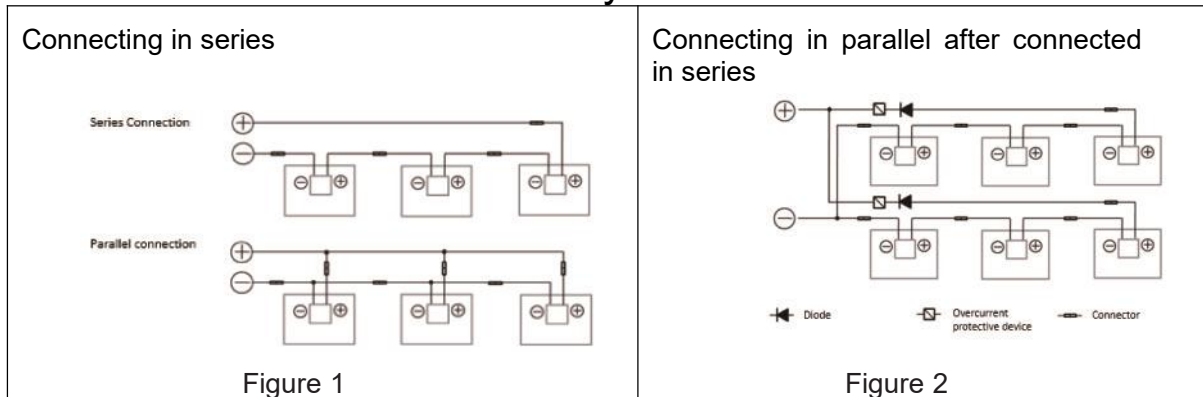 Connecting in series
Series Connection
Parallel connection
Figure 1
Connecting in parallel after connected
in series
Diode
Overcurrent
protective device
Connector
Figure 2